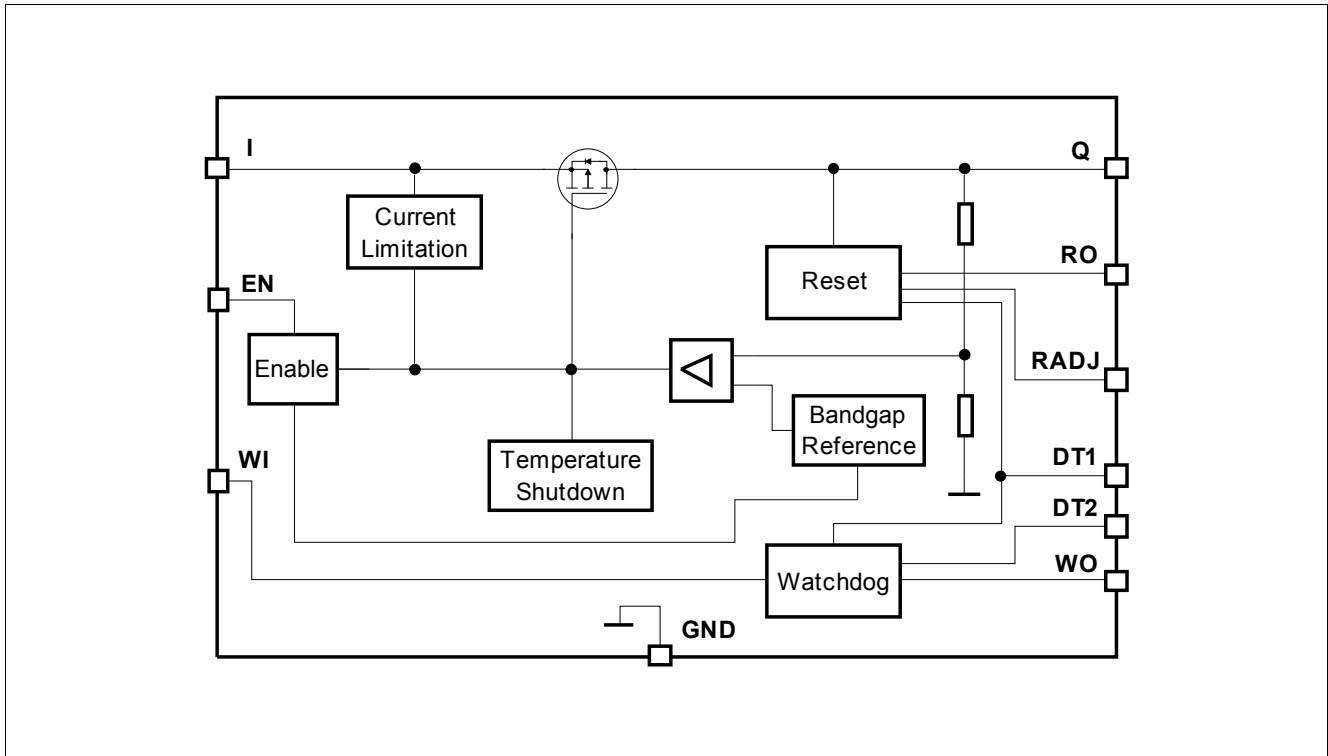 I
Q
Current
Limitation
RO
Reset
EN
Enable
RADJ
Bandgap
Reference
WI
Temperature
Shutdown
DT1
DT2
WO
Watchdog
GND